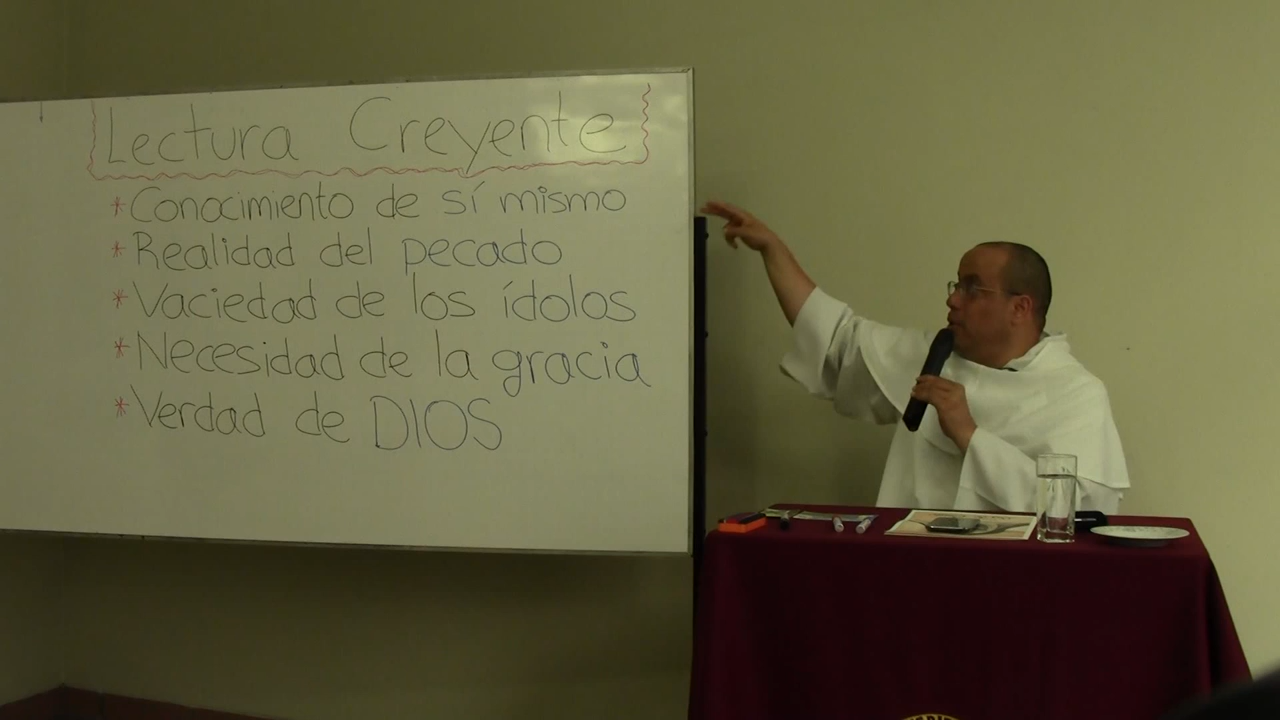 Lectura Creyente
* Conocimiento de sí mismo
* Realidad del pecado
* Vaciedad de los ídolos
* Necesidad de la gracia
* Verdad de DIOS